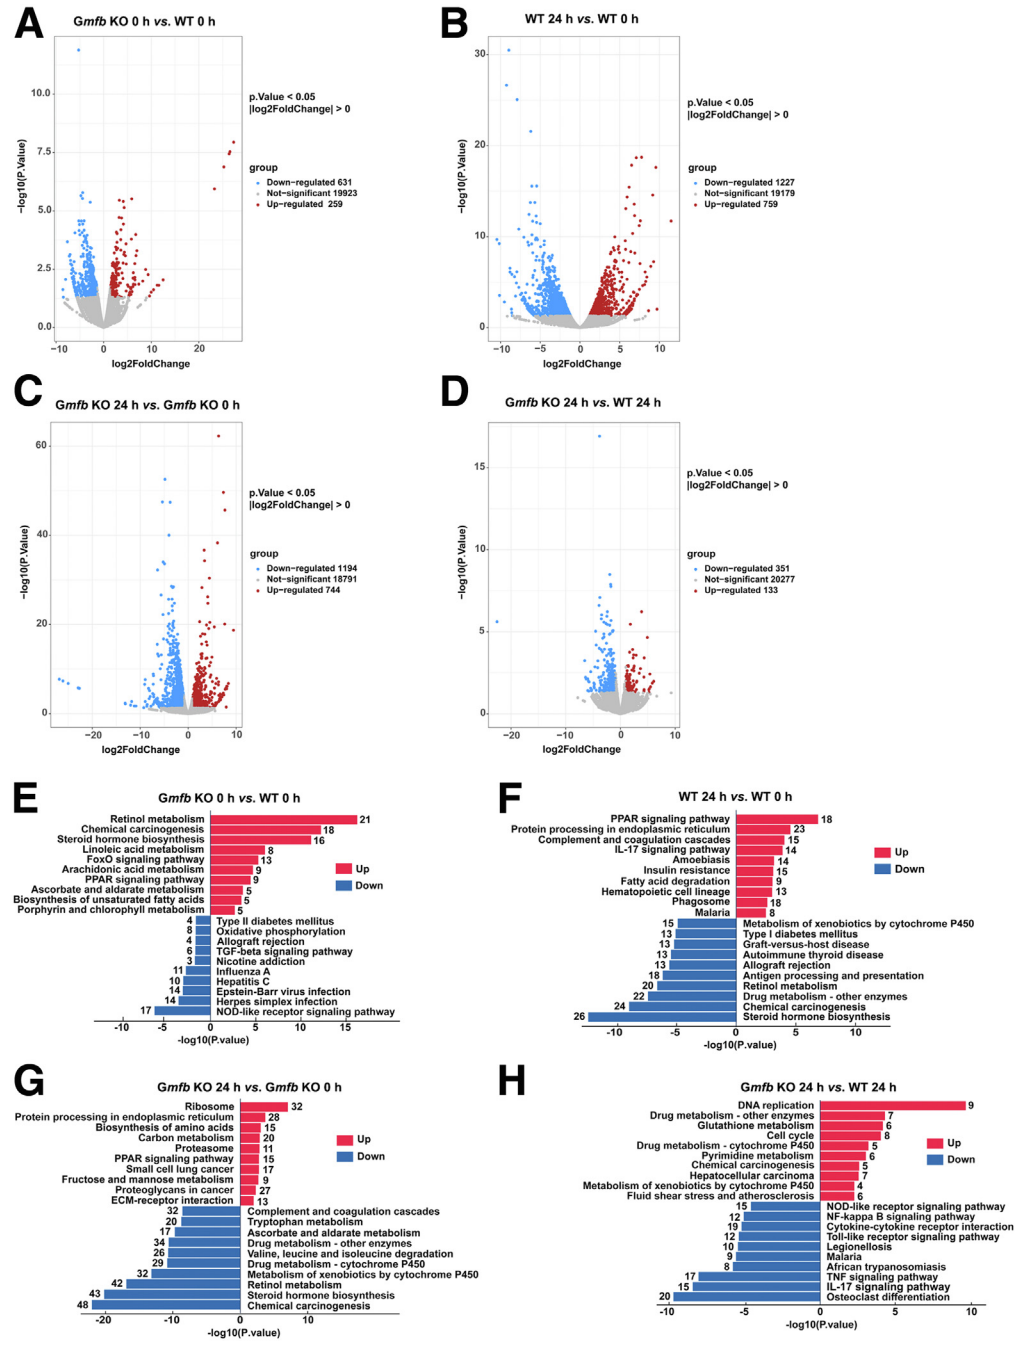 A
Gmfb KO 0 h vs. WT 0 h
10.0
7.5
5.0
2.5
0.0
−log10(P.Value)
−10 0 10 20
log2FoldChange
p.Value < 0.05
|log2FoldChange| > 0
group
Down−regulated 631
Not−significant 19923
Up−regulated 259
B
WT 24 h vs. WT 0 h
30
20
10
0
−log10(P.Value)
−10 −5 0 5 10
log2FoldChange
p.Value < 0.05
|log2FoldChange| > 0
group
Down−regulated 1227
Not−significant 19179
Up−regulated 759
C
Gmfb KO 24 h vs. Gmfb KO 0 h
60
40
20
0
−log10(P.Value)
−20 −10 0 10
log2FoldChange
p.Value < 0.05
|log2FoldChange| > 0
group
Down−regulated 1194
Not−significant 18791
Up−regulated 744
D
Gmfb KO 24 h vs. WT 24 h
15
10
5
0
−log10(P.Value)
−20 −10 0 10
log2FoldChange
p.Value < 0.05
|log2FoldChange| > 0
group
Down−regulated 351
Not−significant 20277
Up−regulated 133
E
Gmfb KO 0 h vs. WT 0 h
Retinol metabolism 21
Chemical carcinogenesis 18
Steroid hormone biosynthesis 16
Linoleic acid metabolism 8
FoxO signaling pathway 13
Arachidonic acid metabolism 9
PPAR signaling pathway 9
Ascorbate and aldarate metabolism 5
Biosynthesis of unsaturated fatty acids 5
Porphyrin and chlorophyll metabolism 5
4 Type II diabetes mellitus
8 Oxidative phosphorylation
4 Allograft rejection
6 TGF-beta signaling pathway
3 Nicotine addiction
11 Influenza A
10 Hepatitis C
14 Epstein-Barr virus infection
14 Herpes simplex infection
17 NOD-like receptor signaling pathway
Up
Down
-10 -5 0 5 10 15
-log10(P.value)
F
WT 24 h vs. WT 0 h
PPAR signaling pathway 18
Protein processing in endoplasmic reticulum 23
Complement and coagulation cascades 15
IL-17 signaling pathway 14
Amoebiasis 14
Insulin resistance 15
Fatty acid degradation 9
Hematopoietic cell lineage 13
Phagosome 18
Malaria 8
15 Metabolism of xenobiotics by cytochrome P450
13 Type I diabetes mellitus
13 Graft-versus-host disease
13 Autoimmune thyroid disease
13 Allograft rejection
18 Antigen processing and presentation
20 Retinol metabolism
22 Drug metabolism - other enzymes
24 Chemical carcinogenesis
26 Steroid hormone biosynthesis
Up
Down
-10 -5 0 5 10
-log10(P.value)
G
Gmfb KO 24 h vs. Gmfb KO 0 h
Ribosome 32
Protein processing in endoplasmic reticulum 28
Biosynthesis of amino acids 15
Carbon metabolism 20
Proteasome 11
PPAR signaling pathway 15
Small cell lung cancer 17
Fructose and mannose metabolism 9
Proteoglycans in cancer 27
ECM-receptor interaction 13
32 Complement and coagulation cascades
20 Tryptophan metabolism
17 Ascorbate and aldarate metabolism
34 Drug metabolism - other enzymes
26 Valine, leucine and isoleucine degradation
29 Drug metabolism - cytochrome P450
32 Metabolism of xenobiotics by cytochrome P450
42 Retinol metabolism
43 Steroid hormone biosynthesis
48 Chemical carcinogenesis
Up
Down
-20 -10 0 10
-log10(P.value)
H
Gmfb KO 24 h vs. WT 24 h
DNA replication 9
Drug metabolism - other enzymes 7
Glutathione metabolism 6
Cell cycle 8
Drug metabolism - cytochrome P450 5
Pyrimidine metabolism 6
Chemical carcinogenesis 5
Hepatocellular carcinoma 7
Metabolism of xenobiotics by cytochrome P450 4
Fluid shear stress and atherosclerosis 6
15 NOD-like receptor signaling pathway
12 NF-kappa B signaling pathway
19 Cytokine-cytokine receptor interaction
12 Toll-like receptor signaling pathway
10 Legionellosis
9 Malaria
8 African trypanosomiasis
17 TNF signaling pathway
15 IL-17 signaling pathway
20 Osteoclast differentiation
Up
Down
-10 -5 0 5 10
-log10(P.value)